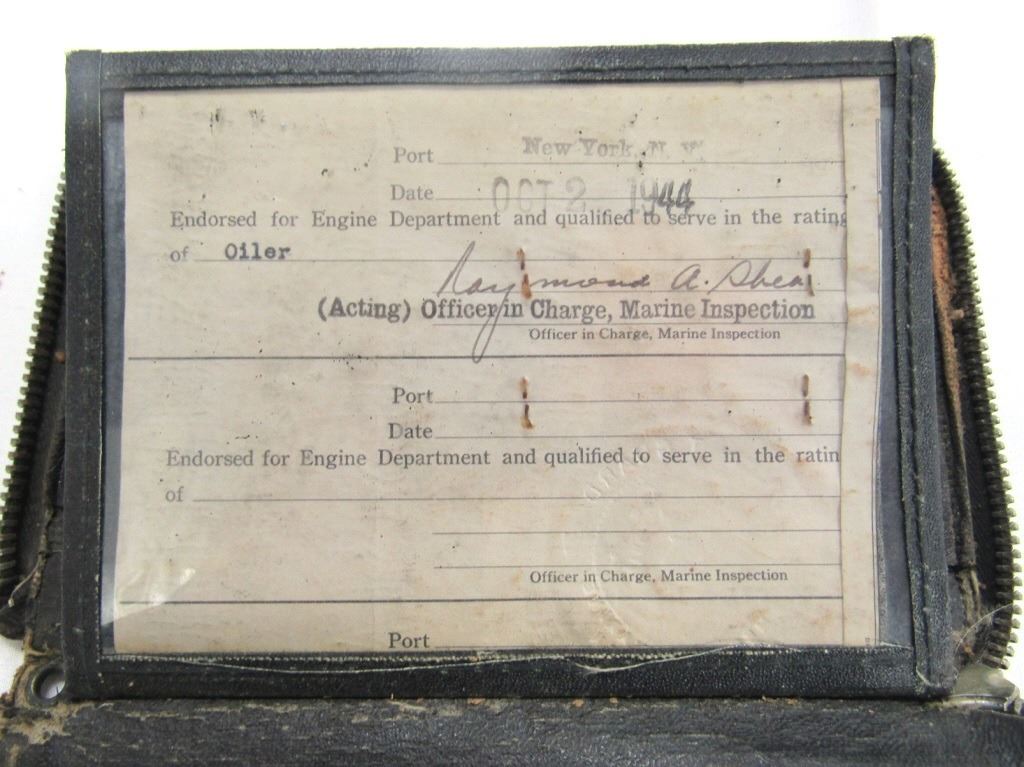 Port New York, N. Y.
Date OCT 2 1944
Endorsed for Engine Department and qualified to serve in the rating
of Oiler
Raymond A. Shea
(Acting) Officer in Charge, Marine Inspection
Officer in Charge, Marine Inspection
Port
Date
Endorsed for Engine Department and qualified to serve in the ratin
of
Officer in Charge, Marine Inspection
Port